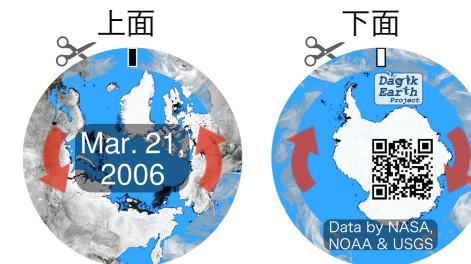 上面
下面
Mar. 21,
2006
Dagik
Earth
Project
Data by NASA,
NOAA & USGS